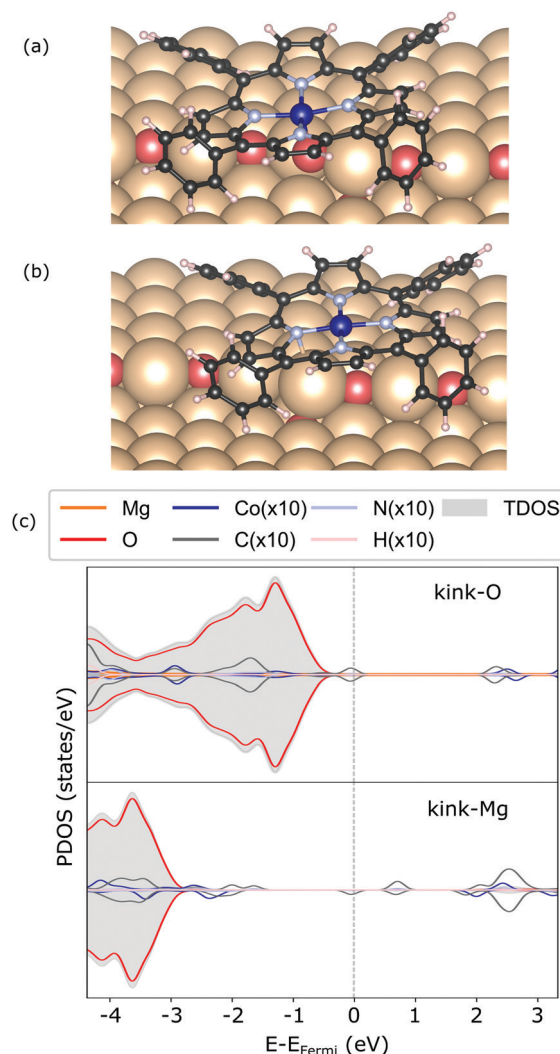 (a)
(b)
(c)
Mg Co(x10) N(x10) TDOS
O C(x10) H(x10)
kink-O
kink-Mg
PDOS (states/eV)
-4 -3 -2 -1 0 1 2 3
E-EFermi (eV)